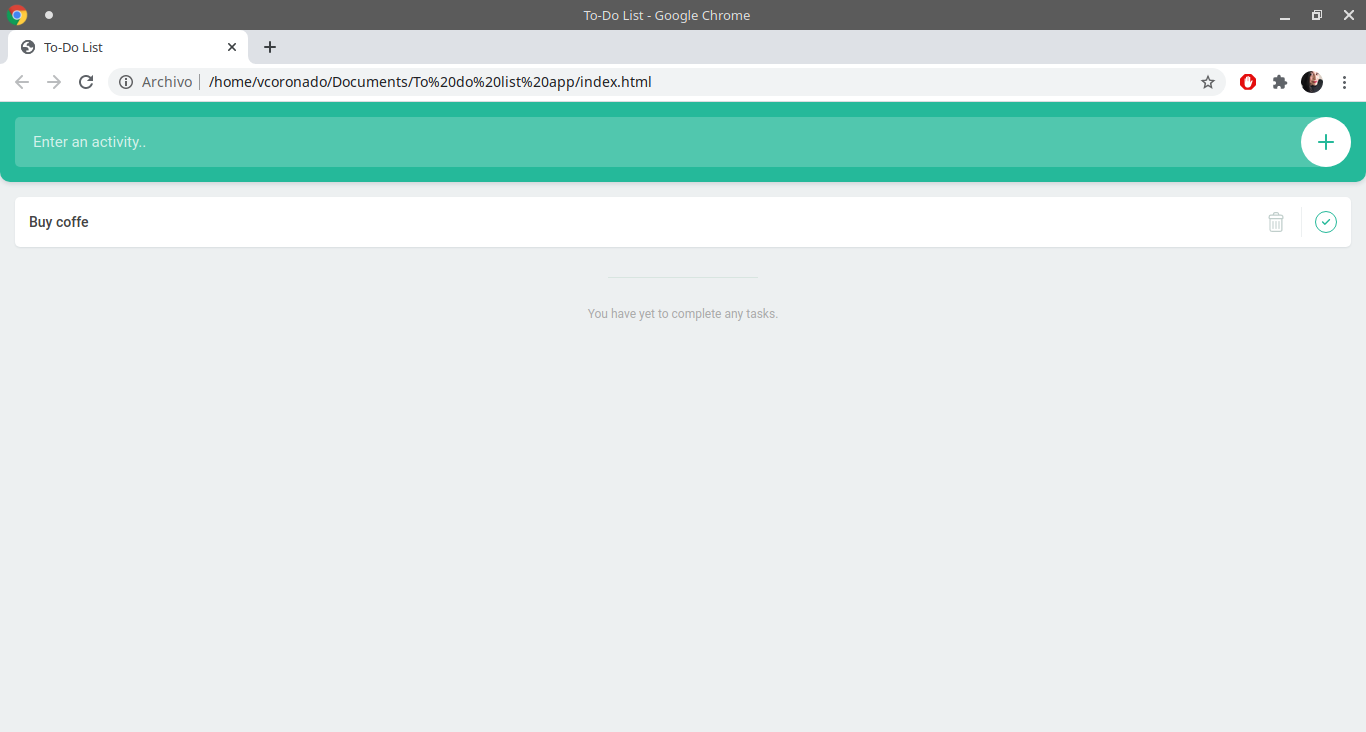 To-Do List - Google Chrome
To-Do List
Archivo /home/vcoronado/Documents/To%20do%20list%20app/index.html
Enter an activity..
Buy coffe
You have yet to complete any tasks.